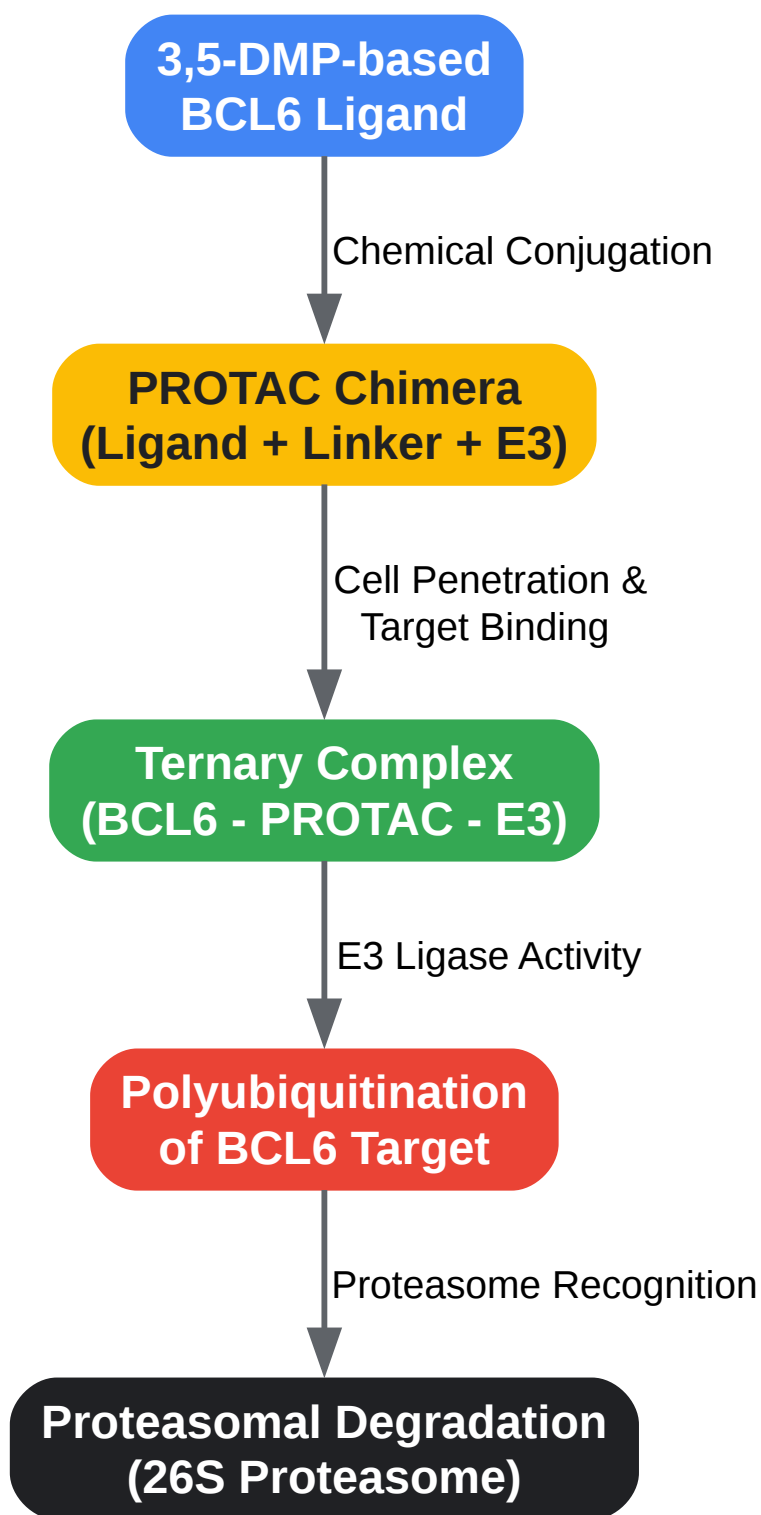 3,5-DMP-based
BCL6 Ligand
Chemical Conjugation
PROTAC Chimera
(Ligand + Linker + E3)
Cell Penetration &
Target Binding
Ternary Complex
(BCL6 - PROTAC - E3)
E3 Ligase Activity
Polyubiquitination
of BCL6 Target
Proteasome Recognition
Proteasomal Degradation
(26S Proteasome)